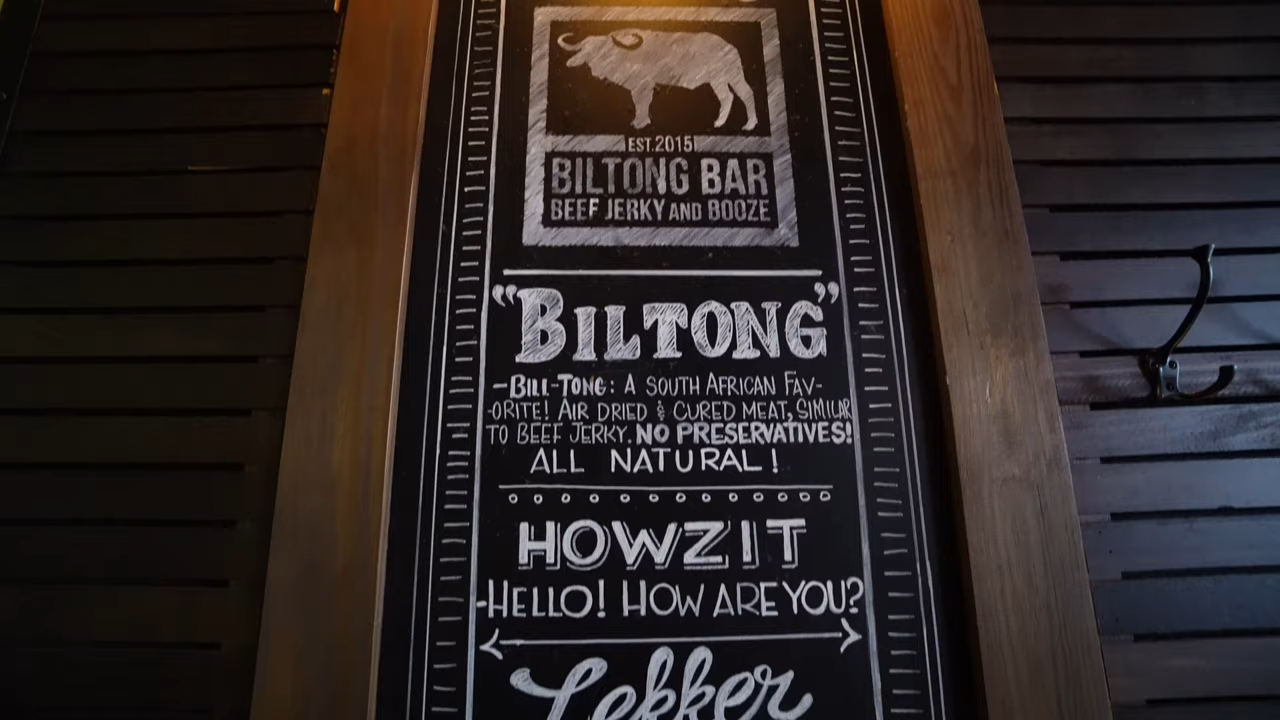 EST.2015
BILTONG BAR
BEEF JERKY AND BOOZE
"BILTONG"
-BILL-TONG: A SOUTH AFRICAN FAV-
-ORITE! AIR DRIED & CURED MEAT, SIMILAR
TO BEEF JERKY. NO PRESERVATIVES!
ALL NATURAL!
HOWZIT
-HELLO! HOW ARE YOU?
Lekker